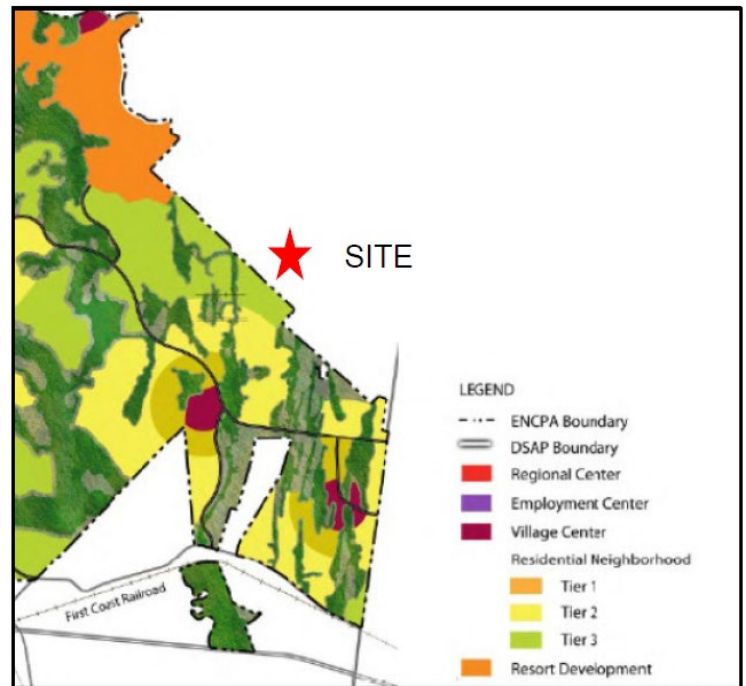 SITE
LEGEND
ENCPA Boundary
DSAP Boundary
Regional Center
Employment Center
Village Center
Residential Neighborhood
Tier 1
Tier 2
Tier 3
Resort Development
First Coast Railroad